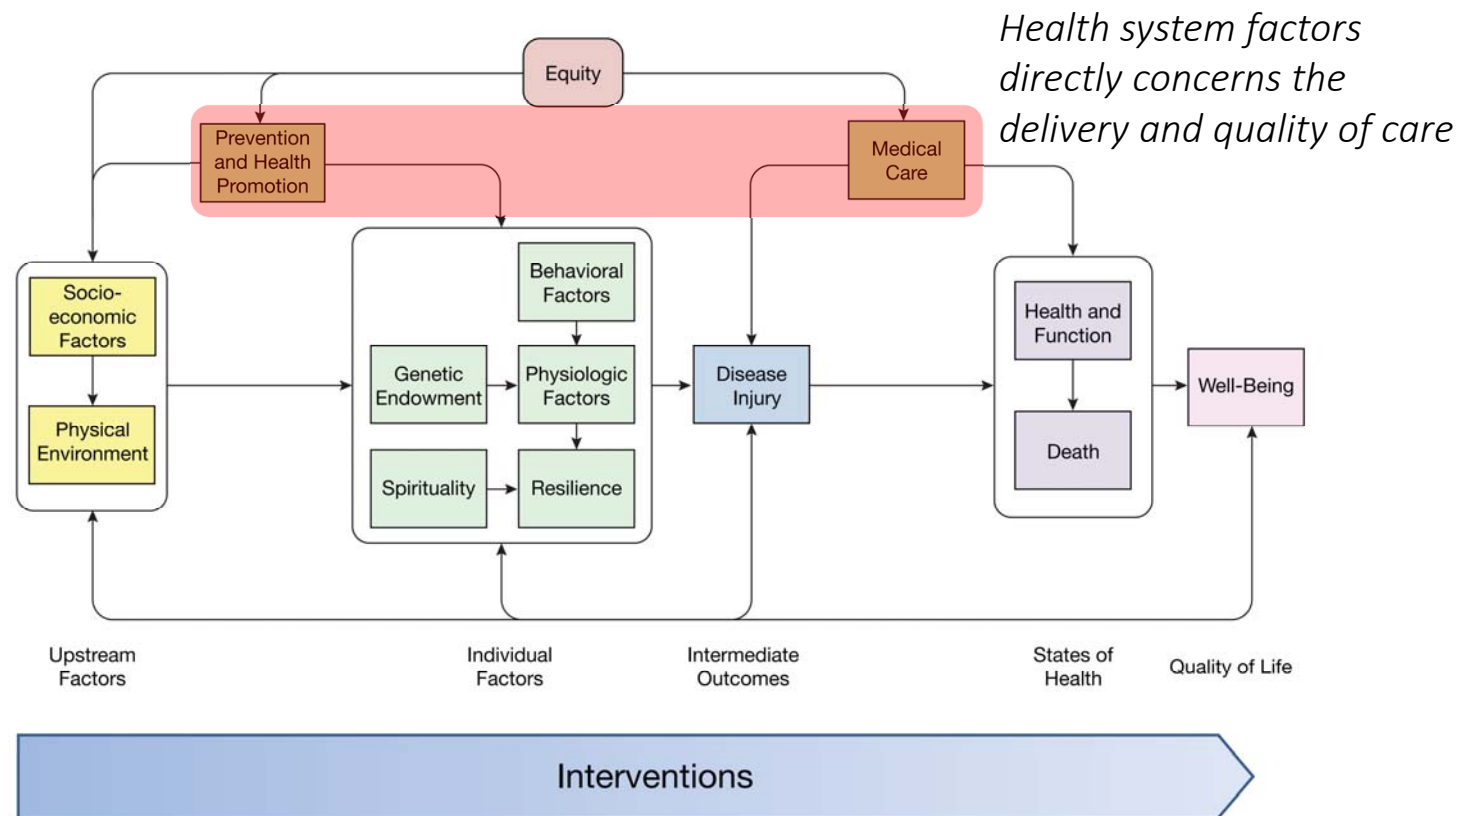 Health system factors
directly concerns the
delivery and quality of care
Equity
Prevention
and Health
Promotion
Medical
Care
Socio-
economic
Factors
Physical
Environment
Behavioral
Factors
Genetic
Endowment
Physiologic
Factors
Spirituality
Resilience
Disease
Injury
Health and
Function
Death
Well-Being
Upstream
Factors
Individual
Factors
Intermediate
Outcomes
States of
Health
Quality of Life
Interventions